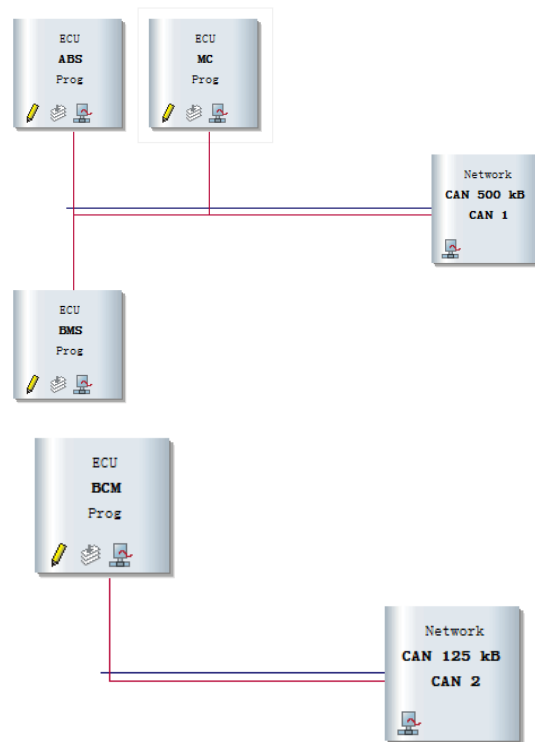 ECU
ABS
Prog
ECU
MC
Prog
Network
CAN 500 kB
CAN 1
ECU
BMS
Prog
ECU
BCM
Prog
Network
CAN 125 kB
CAN 2